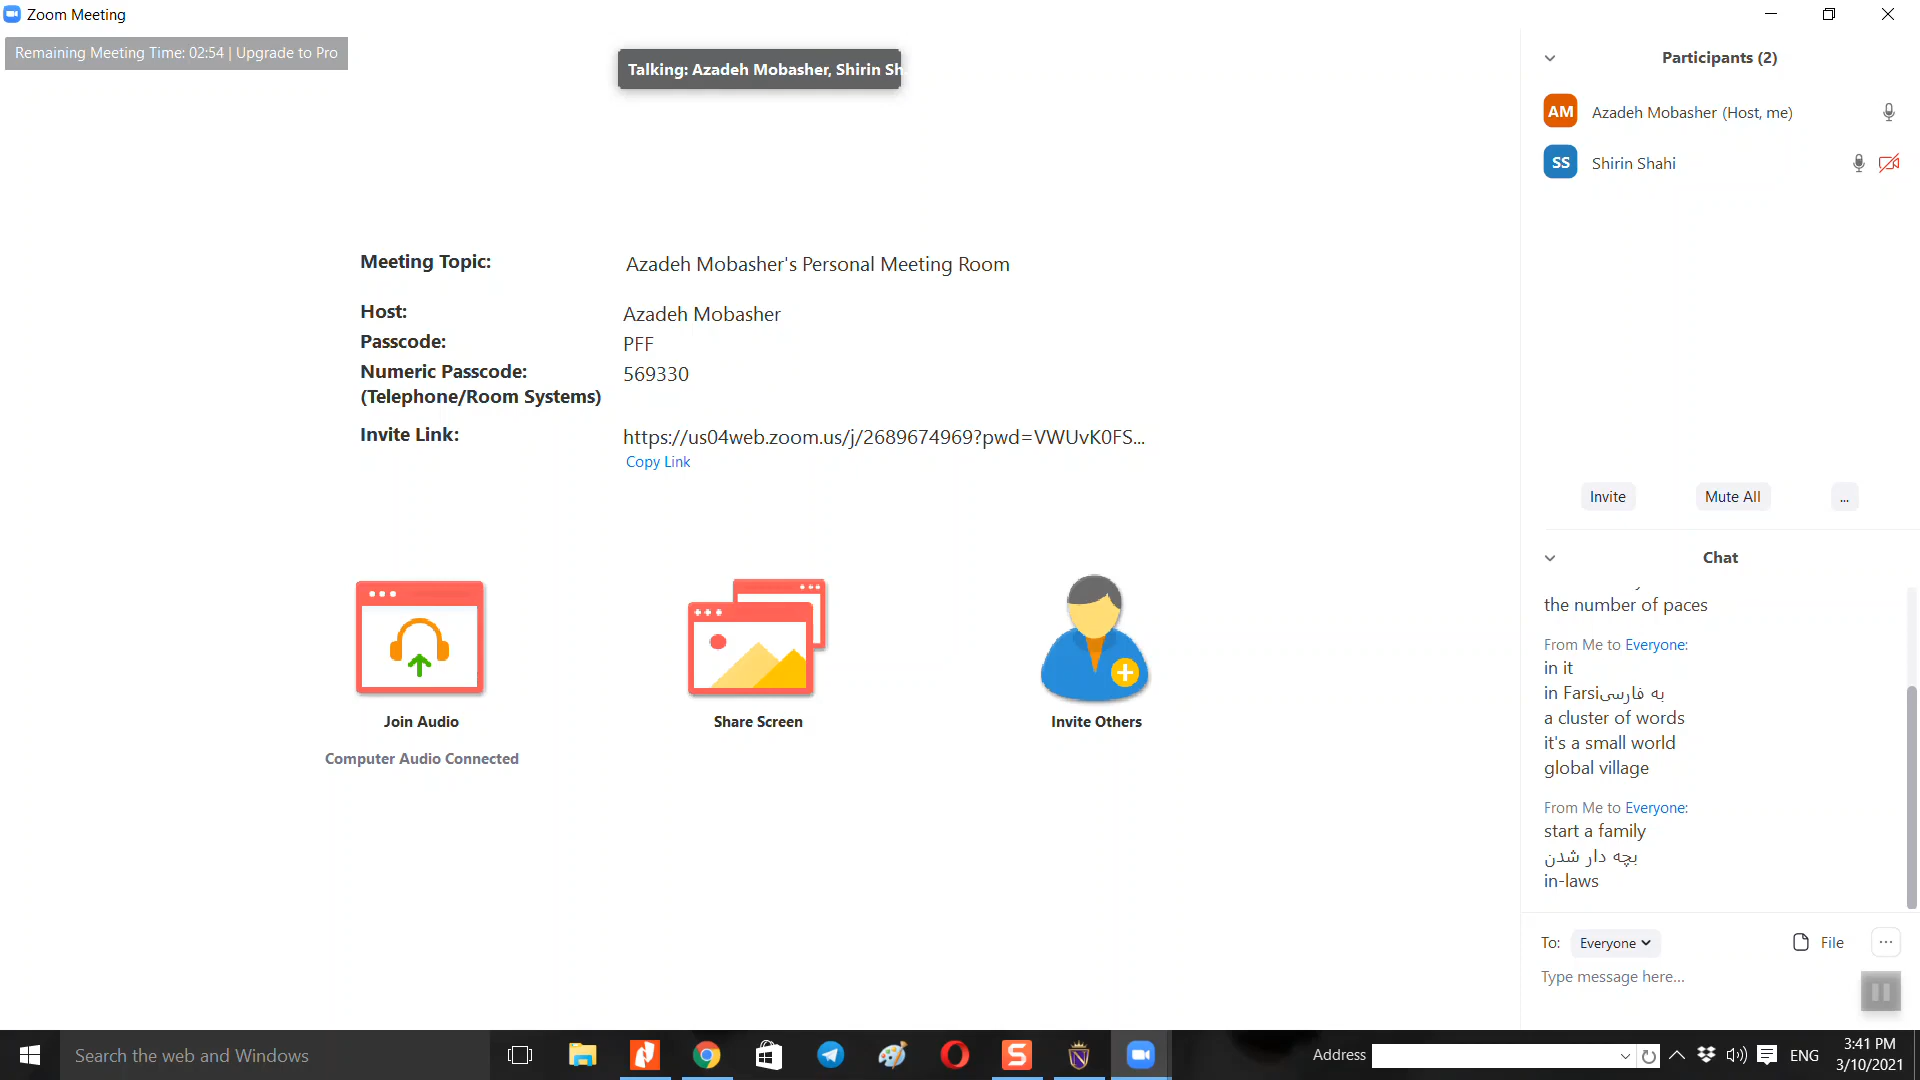 Zoom Meeting
Remaining Meeting Time: 02:54 | Upgrade to Pro
Talking: Azadeh Mobasher, Shirin Sh
Meeting Topic: Azadeh Mobasher's Personal Meeting Room
Host: Azadeh Mobasher
Passcode: PFF
Numeric Passcode: 569330
(Telephone/Room Systems)
Invite Link: https://us04web.zoom.us/j/2689674969?pwd=VWUvK0FS...
Copy Link
Join Audio
Computer Audio Connected
Share Screen
Invite Others
Participants (2)
AM Azadeh Mobasher (Host, me)
SS Shirin Shahi
Invite Mute All ...
Chat
the number of paces
From Me to Everyone:
in it
in Farsiبه فارسی
a cluster of words
it's a small world
global village
From Me to Everyone:
start a family
بچه دار شدن
in-laws
To: Everyone File ...
Type message here...
Search the web and Windows
Address
ENG
3:41 PM
3/10/2021